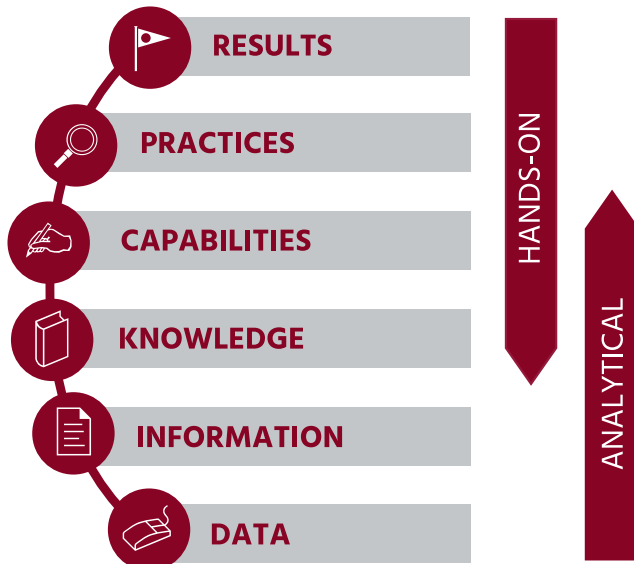 RESULTS
PRACTICES
CAPABILITIES
KNOWLEDGE
INFORMATION
DATA
HANDS-ON
ANALYTICAL